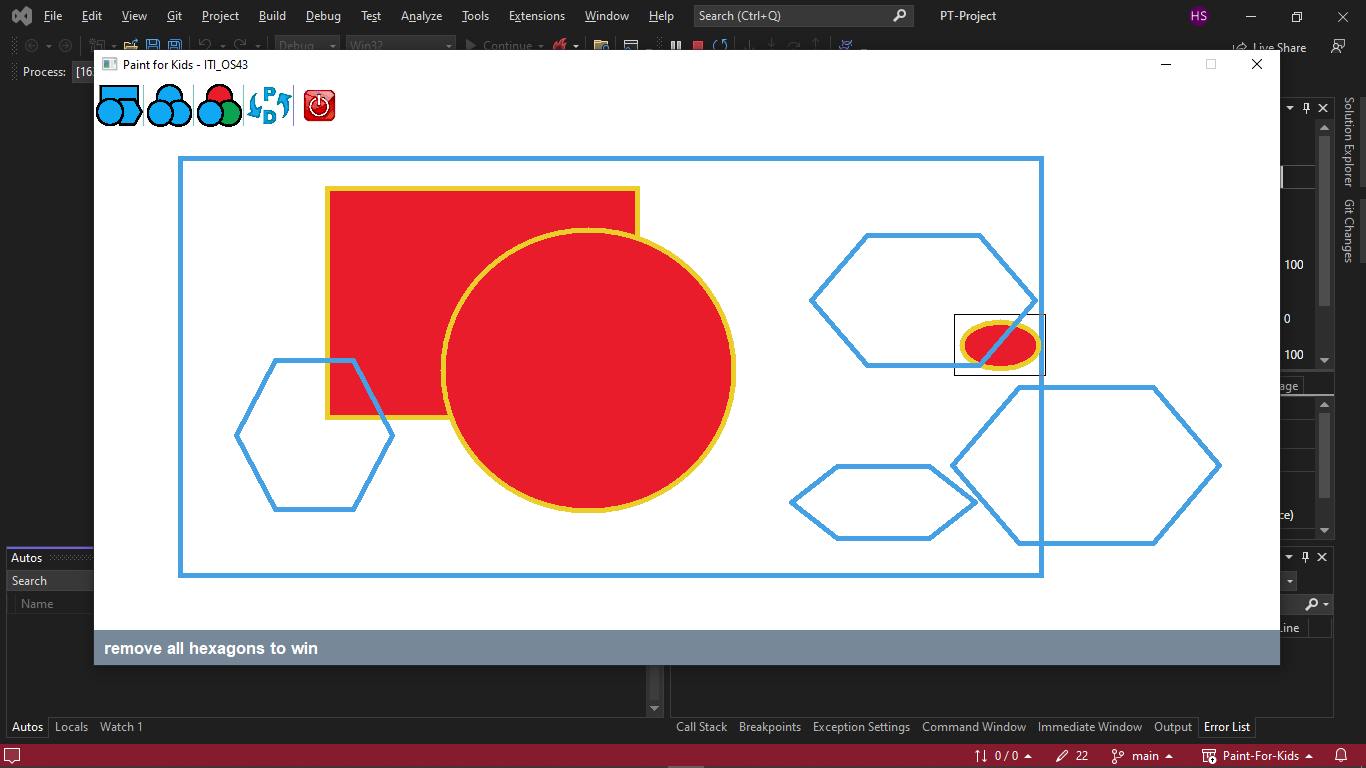 File Edit View Git Project Build Debug Test Analyze Tools Extensions Window Help Search (Ctrl+Q) PT-Project HS
Debug Win32 Continue Live Share
Process: [16
Paint for Kids - ITI_OS43
P
D
Solution Explorer
Git Changes
100
0
100
age
ce)
Autos
Search
Name
Line
remove all hexagons to win
Autos Locals Watch 1
Call Stack Breakpoints Exception Settings Command Window Immediate Window Output Error List
0 / 0 22 main Paint-For-Kids